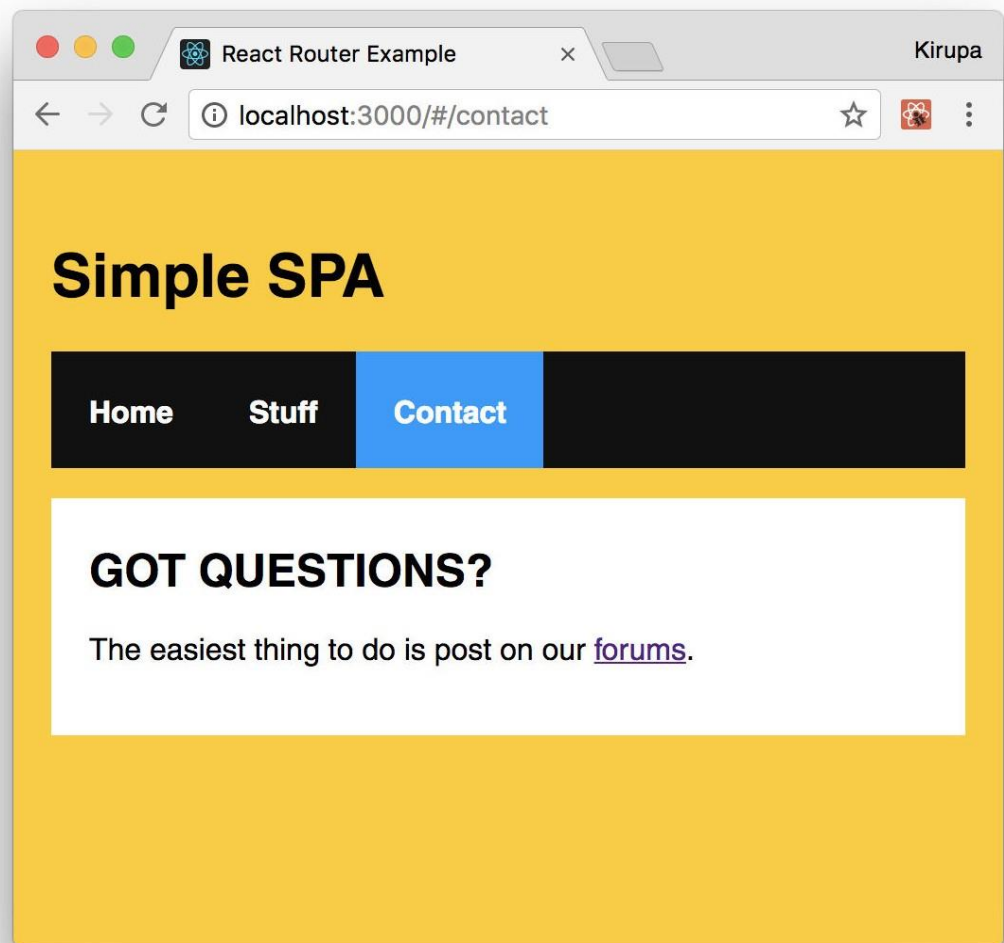 React Router Example
Kirupa
localhost:3000/#/contact
Simple SPA
Home Stuff Contact
GOT QUESTIONS?
The easiest thing to do is post on our forums.